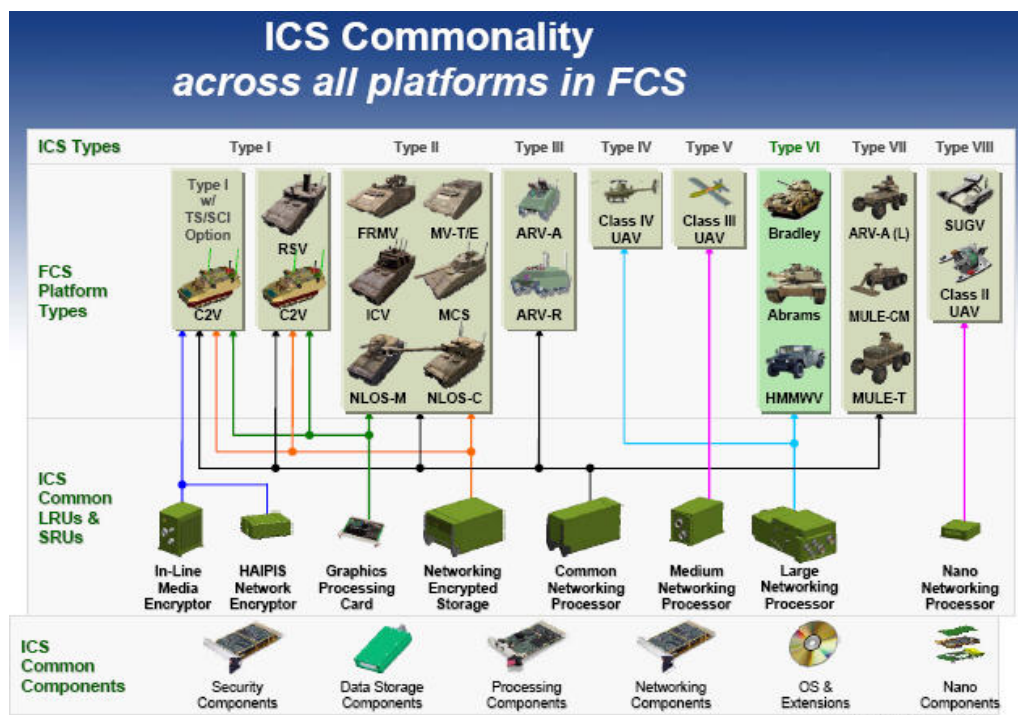 ICS Commonality
across all platforms in FCS
ICS Types
Type I
Type II
Type III
Type IV
Type V
Type VI
Type VII
Type VIII
FCS
Platform
Types
Type I
w/
TS/SCI
Option
C2V
RSV
C2V
FRMV
MV-T/E
ICV
MCS
NLOS-M
NLOS-C
ARV-A
ARV-R
Class IV
UAV
Class III
UAV
Bradley
Abrams
HMMWV
ARV-A (L)
MULE-CM
MULE-T
SUGV
Class II
UAV
ICS
Common
LRUs &
SRUs
In-Line
Media
Encryptor
HAIPIS
Network
Encryptor
Graphics
Processing
Card
Networking
Encrypted
Storage
Common
Networking
Processor
Medium
Networking
Processor
Large
Networking
Processor
Nano
Networking
Processor
ICS
Common
Components
Security
Components
Data Storage
Components
Processing
Components
Networking
Components
OS &
Extensions
Nano
Components